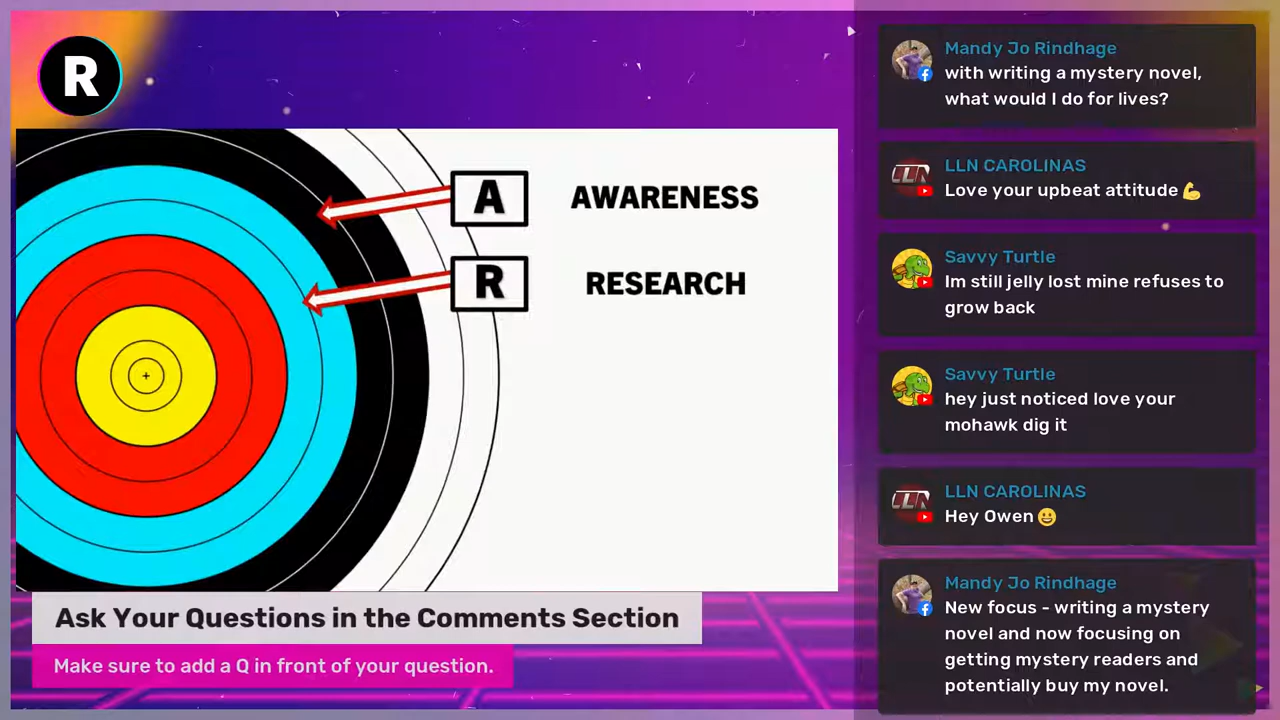 R
A AWARENESS
R RESEARCH
Ask Your Questions in the Comments Section
Make sure to add a Q in front of your question.
Mandy Jo Rindhage
with writing a mystery novel,
what would I do for lives?
LLN CAROLINAS
Love your upbeat attitude 💪
Savvy Turtle
Im still jelly lost mine refuses to
grow back
Savvy Turtle
hey just noticed love your
mohawk dig it
LLN CAROLINAS
Hey Owen 😀
Mandy Jo Rindhage
New focus - writing a mystery
novel and now focusing on
getting mystery readers and
potentially buy my novel.